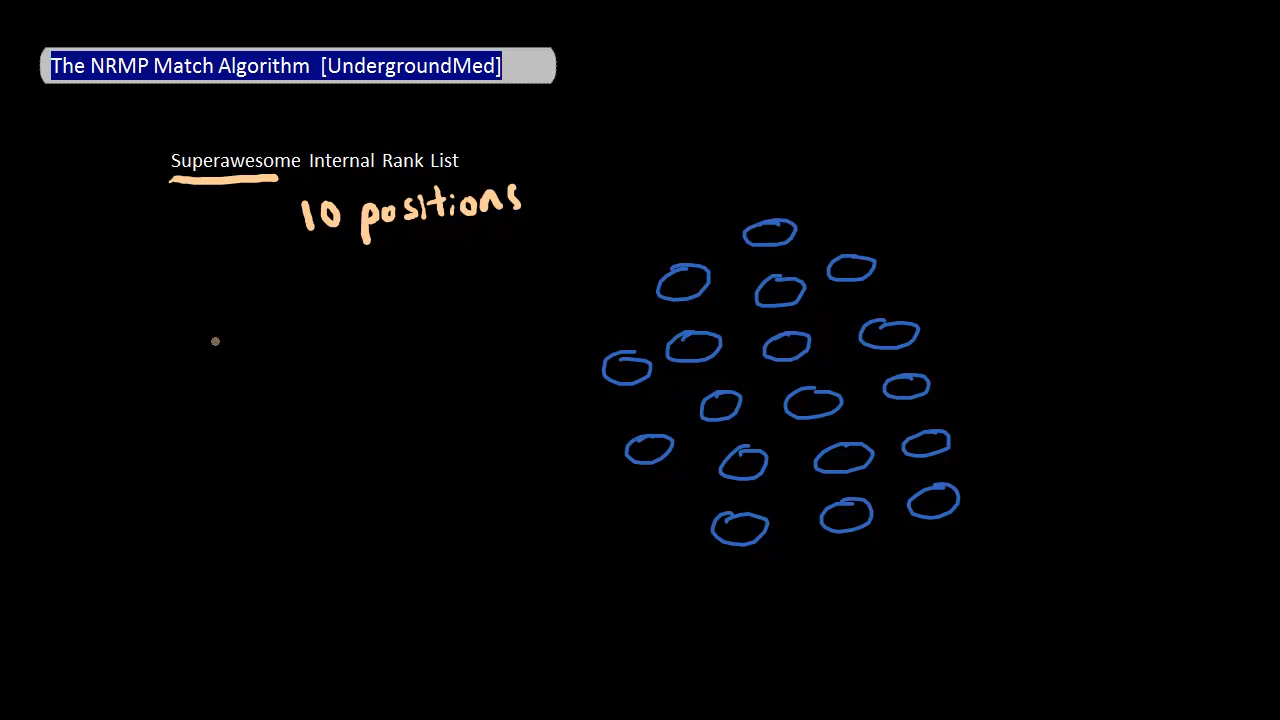 The NRMP Match Algorithm [UndergroundMed]
Superawesome Internal Rank List
10 positions